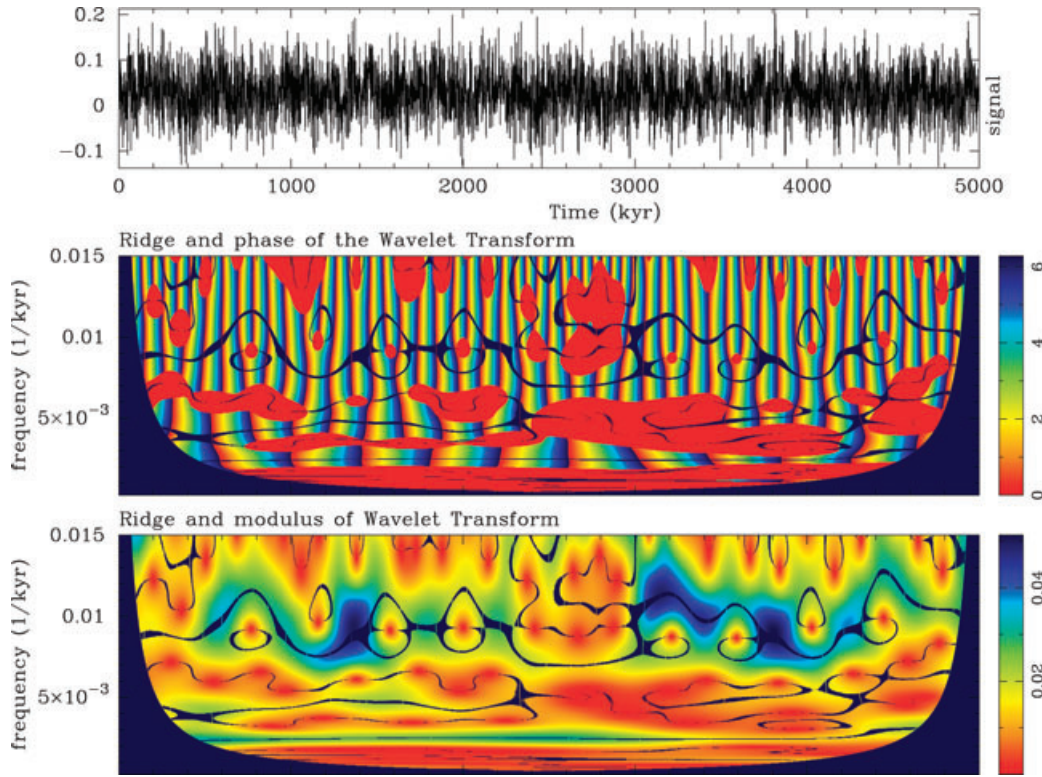 0.2
0.1
0
−0.1
signal
0 1000 2000 3000 4000 5000
Time (kyr)
Ridge and phase of the Wavelet Transform
0.015
0.01
5×10⁻³
frequency (1/kyr)
6
4
2
0
Ridge and modulus of Wavelet Transform
0.015
0.01
5×10⁻³
frequency (1/kyr)
0.04
0.02